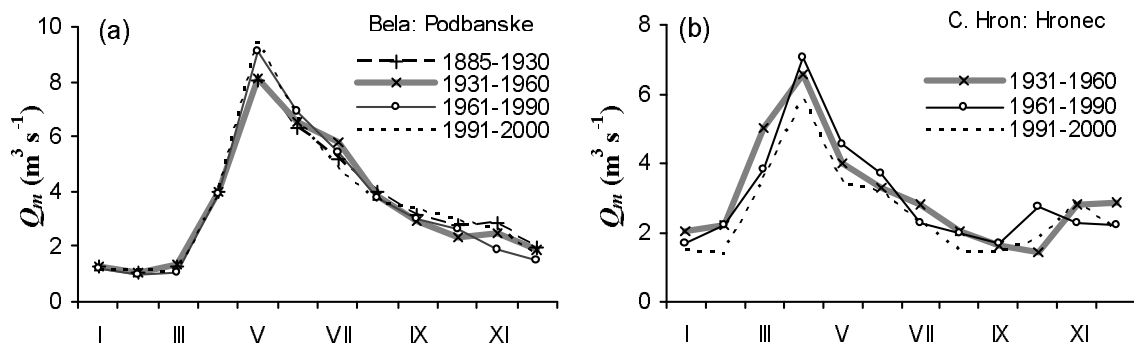 (a)
Bela: Podbanske
1885-1930
1931-1960
1961-1990
1991-2000
Qm (m³ s⁻¹)
10
8
6
4
2
0
I III V VII IX XI
(b)
C. Hron: Hronec
1931-1960
1961-1990
1991-2000
Qm (m³ s⁻¹)
8
6
4
2
0
I III V VII IX XI